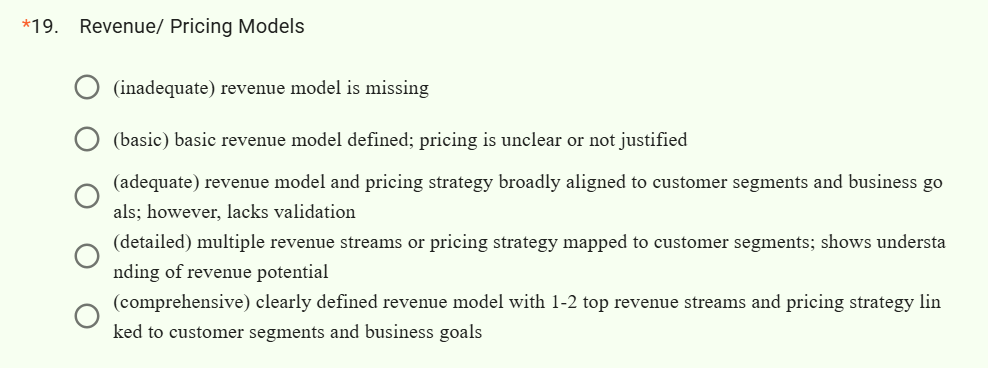 *19. Revenue/ Pricing Models
(inadequate) revenue model is missing
(basic) basic revenue model defined; pricing is unclear or not justified
(adequate) revenue model and pricing strategy broadly aligned to customer segments and business go
als; however, lacks validation
(detailed) multiple revenue streams or pricing strategy mapped to customer segments; shows understa
nding of revenue potential
(comprehensive) clearly defined revenue model with 1-2 top revenue streams and pricing strategy lin
ked to customer segments and business goals